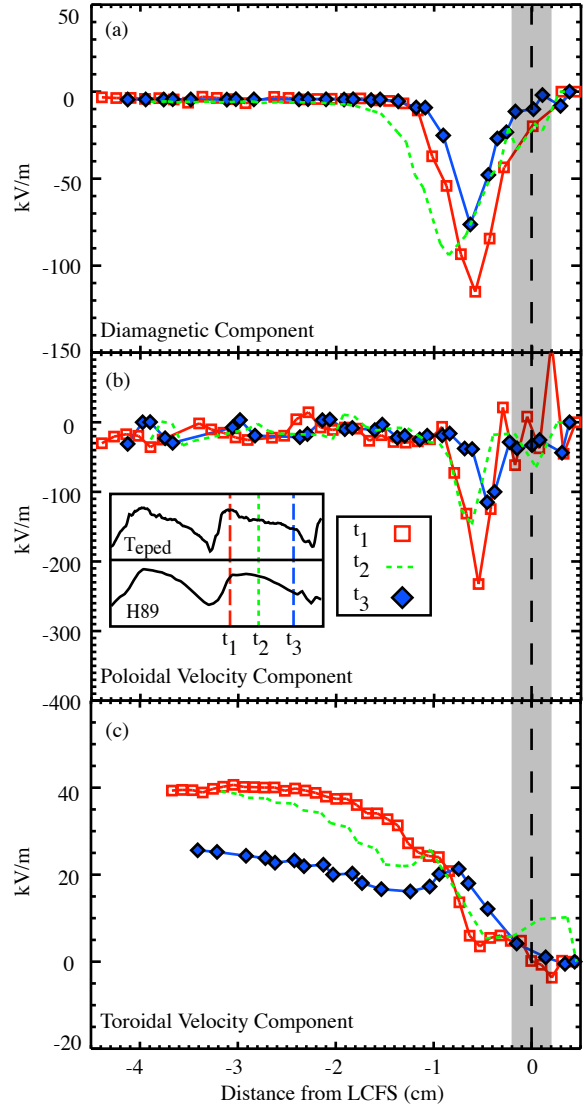 50
(a)
0
-50
kV/m
-100
Diamagnetic Component
-150
(b)
0
-100
kV/m
-200
Teped
H89
t1
t2
t3
t1 t2 t3
-300
Poloidal Velocity Component
-400
(c)
40
kV/m
20
0
Toroidal Velocity Component
-20
-4 -3 -2 -1 0
Distance from LCFS (cm)